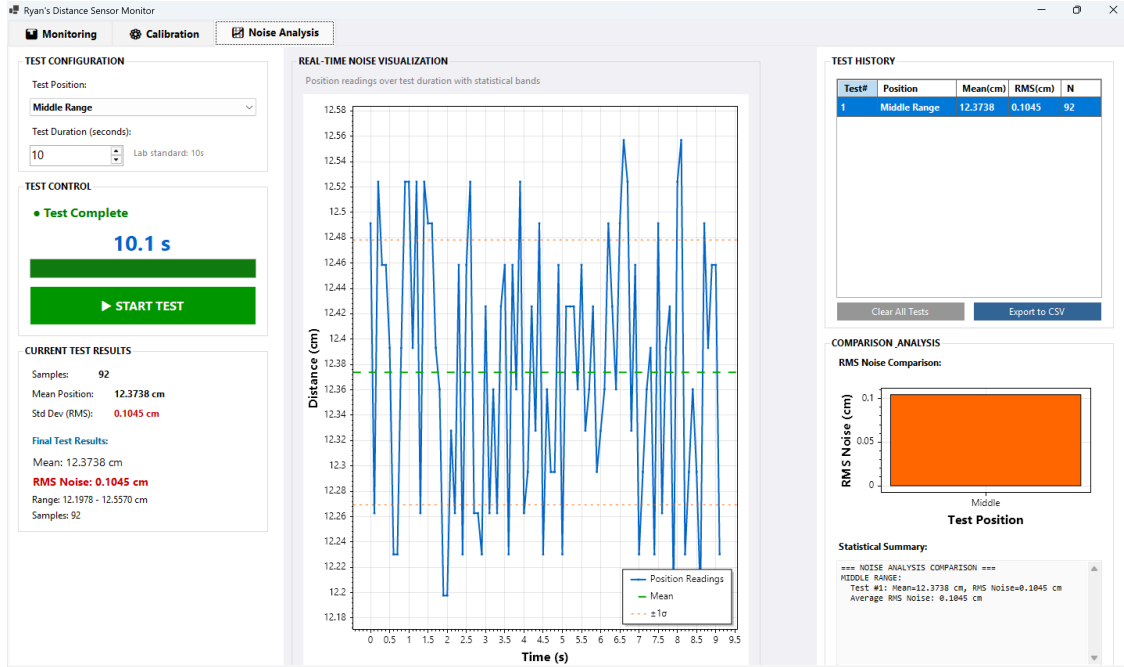 Ryan's Distance Sensor Monitor
Monitoring
Calibration
Noise Analysis
TEST CONFIGURATION
Test Position:
Middle Range
Test Duration (seconds):
10
Lab standard: 10s
TEST CONTROL
● Test Complete
10.1 s
START TEST
CURRENT TEST RESULTS
Samples: 92
Mean Position: 12.3738 cm
Std Dev (RMS): 0.1045 cm
Final Test Results:
Mean: 12.3738 cm
RMS Noise: 0.1045 cm
Range: 12.1978 - 12.5570 cm
Samples: 92
REAL-TIME NOISE VISUALIZATION
Position readings over test duration with statistical bands
12.58
12.56
12.54
12.52
12.5
12.48
12.46
12.44
12.42
12.4
12.38
12.36
12.34
12.32
12.3
12.28
12.26
12.24
12.22
12.2
12.18
Distance (cm)
Position Readings
Mean
±1σ
0 0.5 1 1.5 2 2.5 3 3.5 4 4.5 5 5.5 6 6.5 7 7.5 8 8.5 9 9.5
Time (s)
TEST HISTORY
Test# Position Mean(cm) RMS(cm) N
1 Middle Range 12.3738 0.1045 92
Clear All Tests
Export to CSV
COMPARISON_ANALYSIS
RMS Noise Comparison:
0.1
0.05
0
RMS Noise (cm)
Middle
Test Position
Statistical Summary:
=== NOISE ANALYSIS COMPARISON ===
MIDDLE RANGE:
Test #1: Mean=12.3738 cm, RMS Noise=0.1045 cm
Average RMS Noise: 0.1045 cm